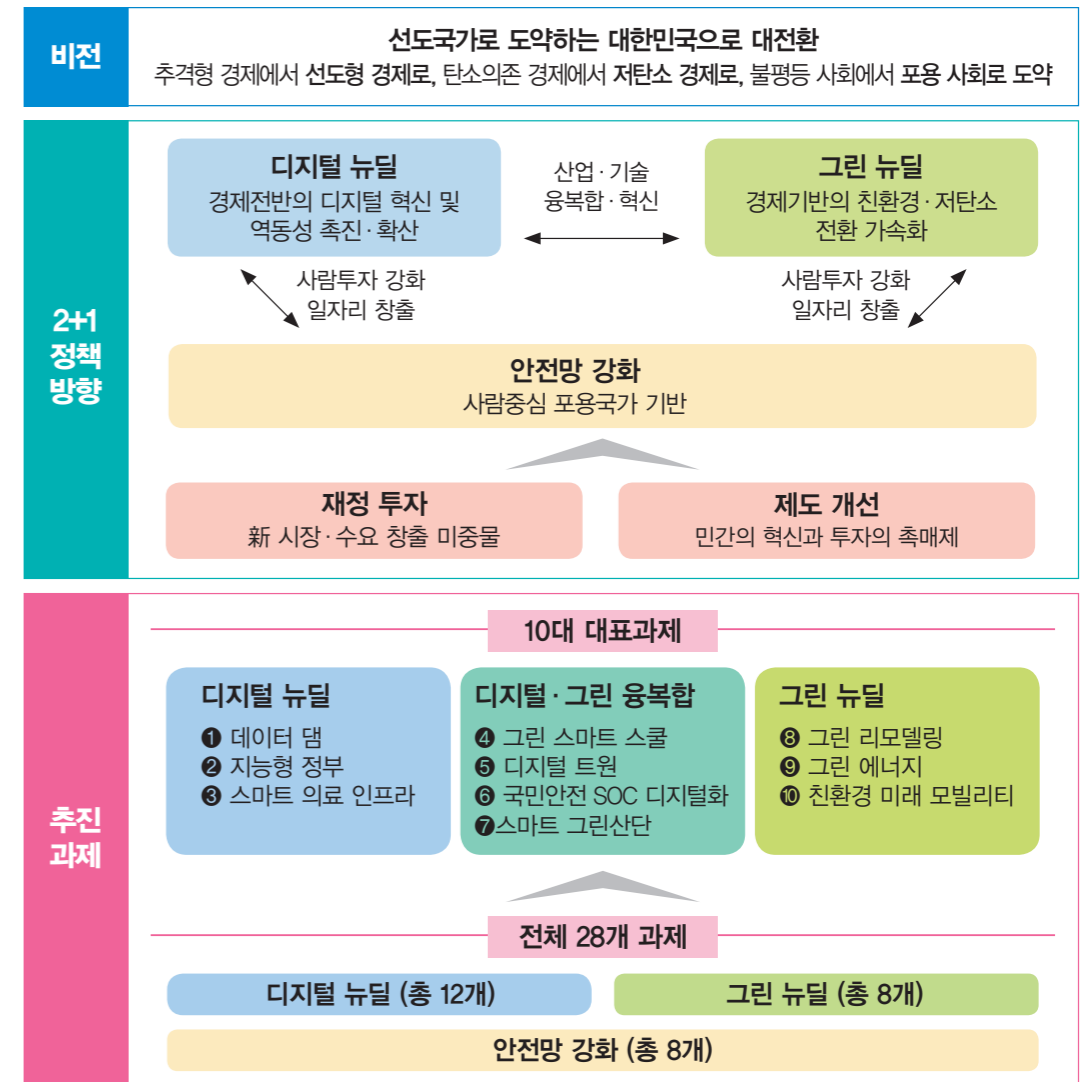 비전
선도국가로 도약하는 대한민국으로 대전환
추격형 경제에서 선도형 경제로, 탄소의존 경제에서 저탄소 경제로, 불평등 사회에서 포용 사회로 도약
2+1
정책
방향
디지털 뉴딜
경제전반의 디지털 혁신 및
역동성 촉진·확산
산업·기술
융복합·혁신
그린 뉴딜
경제기반의 친환경·저탄소
전환 가속화
사람투자 강화
일자리 창출
사람투자 강화
일자리 창출
안전망 강화
사람중심 포용국가 기반
재정 투자
新 시장·수요 창출 미중물
제도 개선
민간의 혁신과 투자의 촉매제
추진
과제
10대 대표과제
디지털 뉴딜
❶ 데이터 댐
❷ 지능형 정부
❸ 스마트 의료 인프라
디지털·그린 융복합
❹ 그린 스마트 스쿨
❺ 디지털 트윈
❻ 국민안전 SOC 디지털화
❼스마트 그린산단
그린 뉴딜
❽ 그린 리모델링
❾ 그린 에너지
❿ 친환경 미래 모빌리티
전체 28개 과제
디지털 뉴딜 (총 12개)
그린 뉴딜 (총 8개)
안전망 강화 (총 8개)